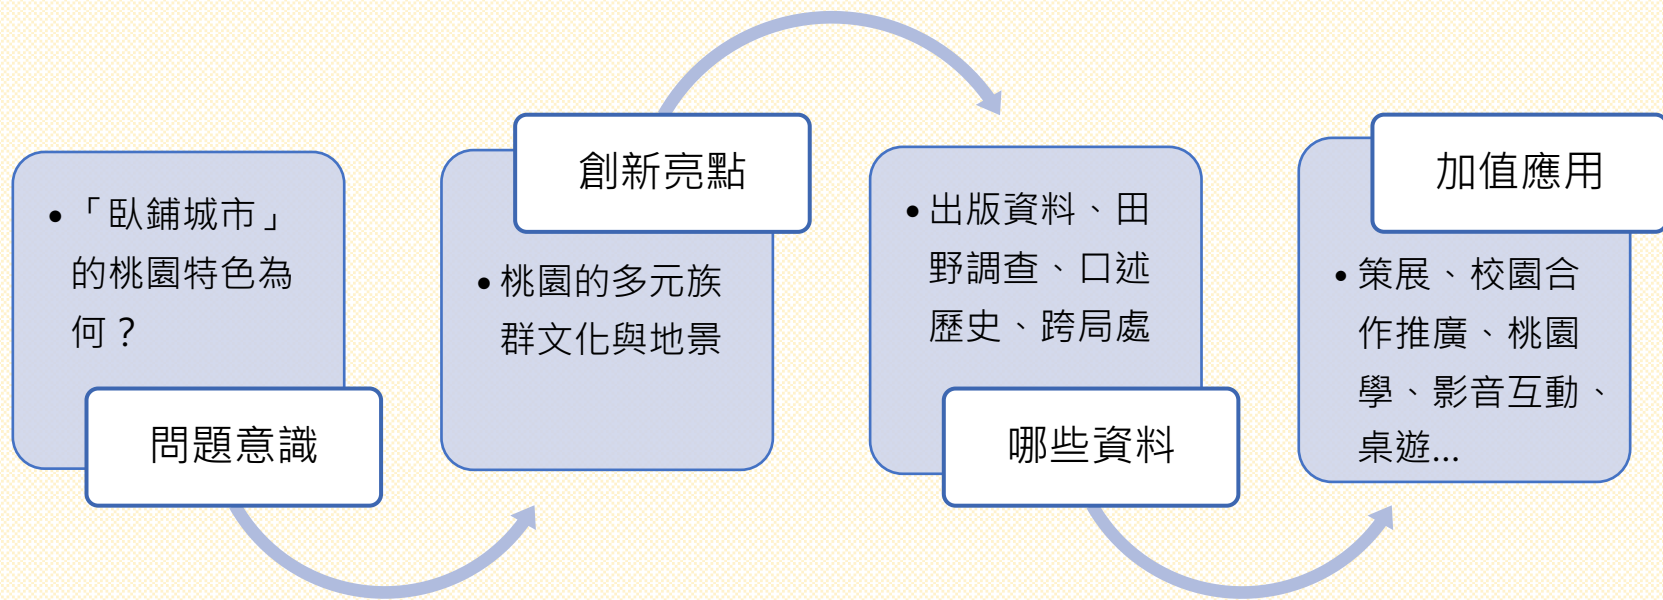 •「臥鋪城市」
的桃園特色為
何？
問題意識
創新亮點
•桃園的多元族
群文化與地景
•出版資料、田
野調查、口述
歷史、跨局處
哪些資料
加值應用
•策展、校園合
作推廣、桃園
學、影音互動、
桌遊…